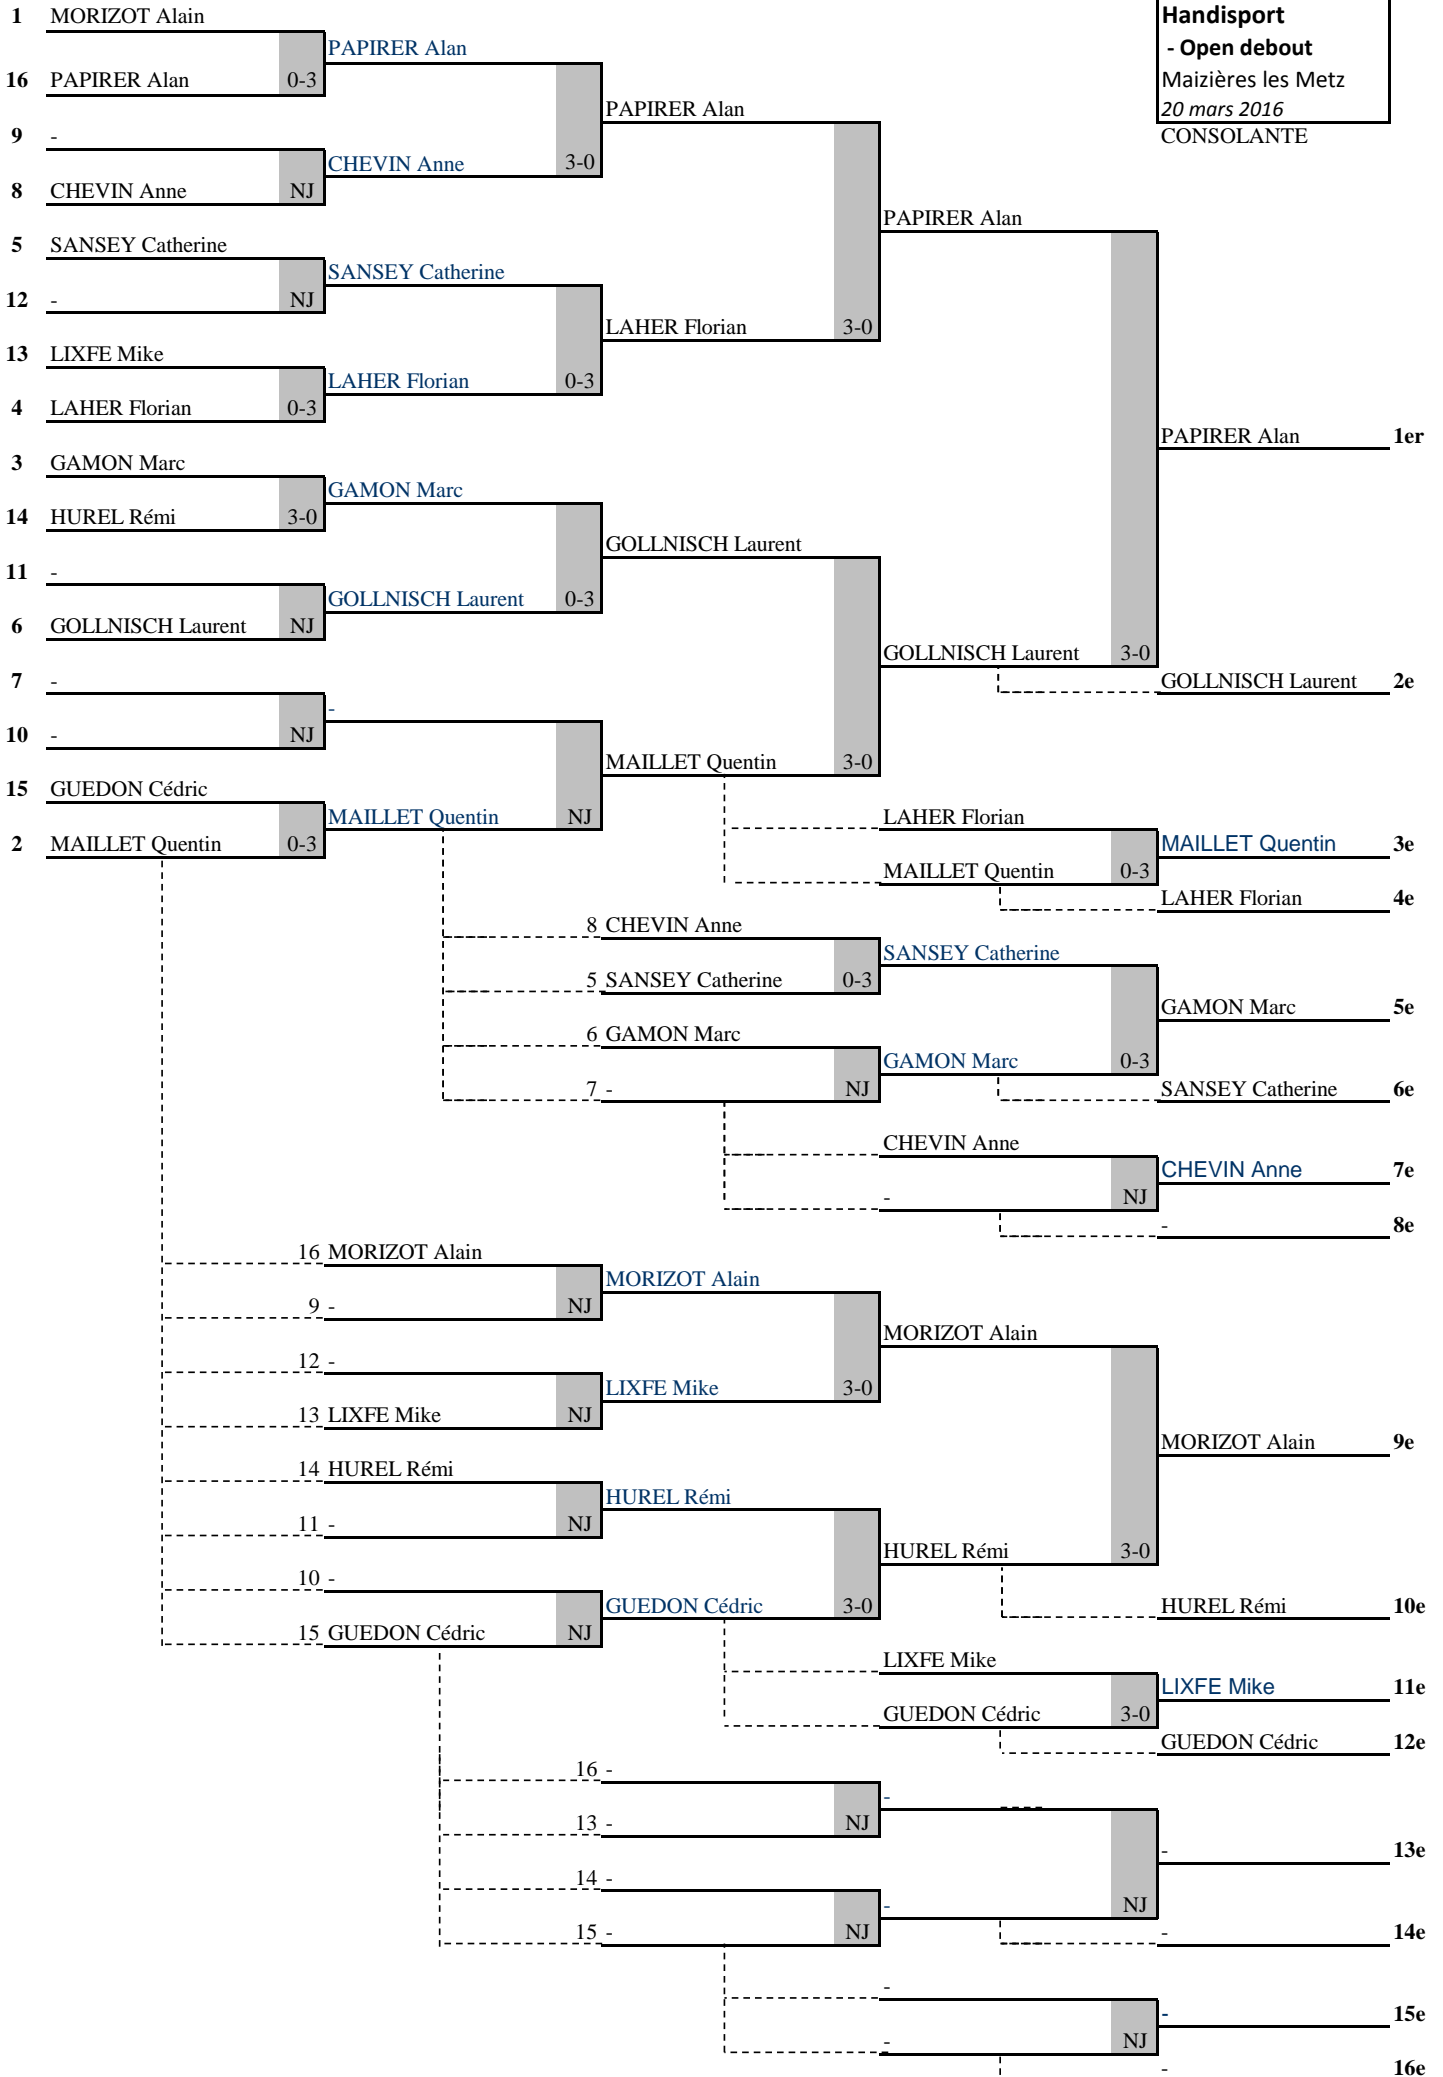 Handisport
- Open debout
Maizières les Metz
20 mars 2016
CONSOLANTE
1 MORIZOT Alain
PAPIRER Alan
16 PAPIRER Alan 0-3
PAPIRER Alan
9 -
CHEVIN Anne 3-0
8 CHEVIN Anne NJ
PAPIRER Alan
5 SANSEY Catherine
SANSEY Catherine
12 - NJ
LAHER Florian 3-0
13 LIXFE Mike
LAHER Florian 0-3
4 LAHER Florian 0-3
PAPIRER Alan 1er
3 GAMON Marc
GAMON Marc
14 HUREL Rémi 3-0
GOLLNISCH Laurent
11 -
GOLLNISCH Laurent 0-3
6 GOLLNISCH Laurent NJ
GOLLNISCH Laurent 3-0
7 -
GOLLNISCH Laurent 2e
-
10 - NJ
MAILLET Quentin 3-0
15 GUEDON Cédric
MAILLET Quentin NJ
LAHER Florian
2 MAILLET Quentin 0-3
MAILLET Quentin 3e
MAILLET Quentin 0-3
LAHER Florian 4e
8 CHEVIN Anne
SANSEY Catherine
5 SANSEY Catherine 0-3
GAMON Marc 5e
6 GAMON Marc
GAMON Marc 0-3
7 - NJ
SANSEY Catherine 6e
CHEVIN Anne
CHEVIN Anne 7e
- NJ
- 8e
16 MORIZOT Alain
MORIZOT Alain
9 - NJ
MORIZOT Alain
12 -
LIXFE Mike 3-0
13 LIXFE Mike NJ
MORIZOT Alain 9e
14 HUREL Rémi
HUREL Rémi
11 - NJ
HUREL Rémi 3-0
10 -
GUEDON Cédric 3-0
HUREL Rémi 10e
15 GUEDON Cédric NJ
LIXFE Mike
LIXFE Mike 11e
GUEDON Cédric 3-0
GUEDON Cédric 12e
16 -
-
13 - NJ
- 13e
14 -
- NJ
15 - NJ
- 14e
-
- 15e
- NJ
- 16e